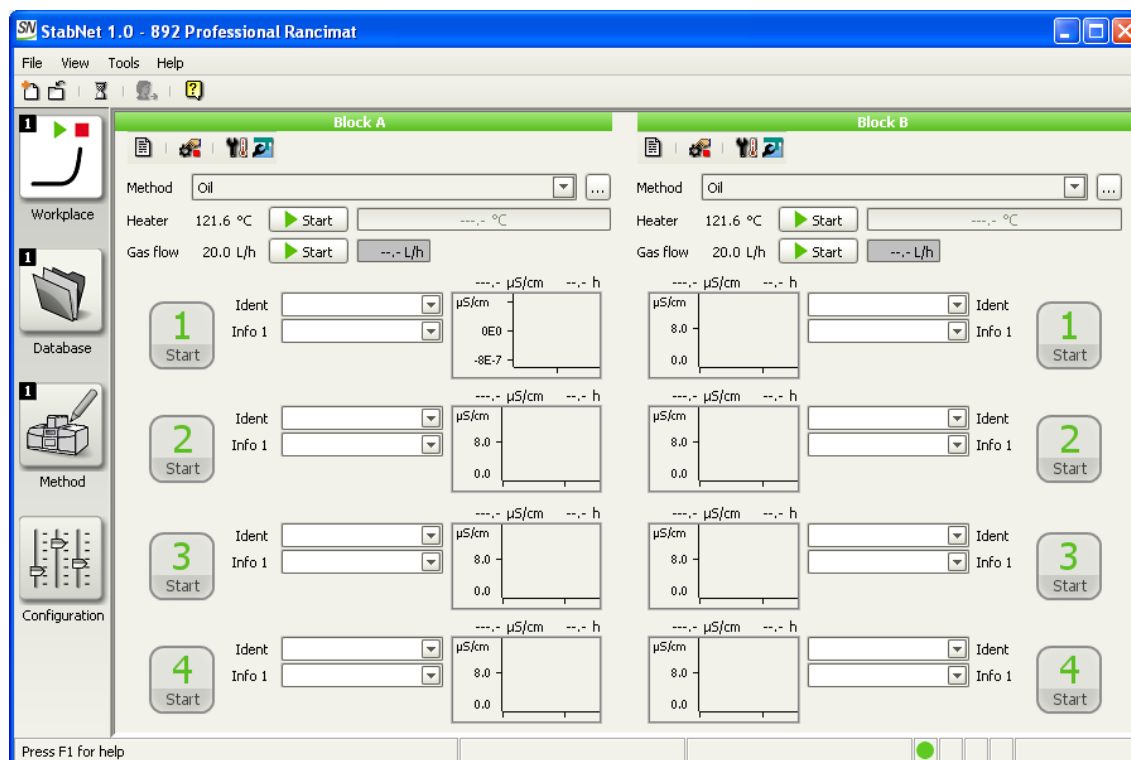 SN StabNet 1.0 - 892 Professional Rancimat
File View Tools Help
?
1
Workplace
1
Database
1
Method
Configuration
Block A
Method Oil ...
Heater 121.6 °C Start ---.- °C
Gas flow 20.0 L/h Start --.- L/h
---.- µS/cm --.- h
1 Start Ident Info 1 µS/cm 0E0 -8E-7
---.- µS/cm --.- h
2 Start Ident Info 1 µS/cm 8.0 0.0
---.- µS/cm --.- h
3 Start Ident Info 1 µS/cm 8.0 0.0
---.- µS/cm --.- h
4 Start Ident Info 1 µS/cm 8.0 0.0
Block B
Method Oil ...
Heater 121.6 °C Start ---.- °C
Gas flow 20.0 L/h Start --.- L/h
---.- µS/cm --.- h
µS/cm 8.0 0.0 Ident Info 1 1 Start
---.- µS/cm --.- h
µS/cm 8.0 0.0 Ident Info 1 2 Start
---.- µS/cm --.- h
µS/cm 8.0 0.0 Ident Info 1 3 Start
---.- µS/cm --.- h
µS/cm 8.0 0.0 Ident Info 1 4 Start
Press F1 for help